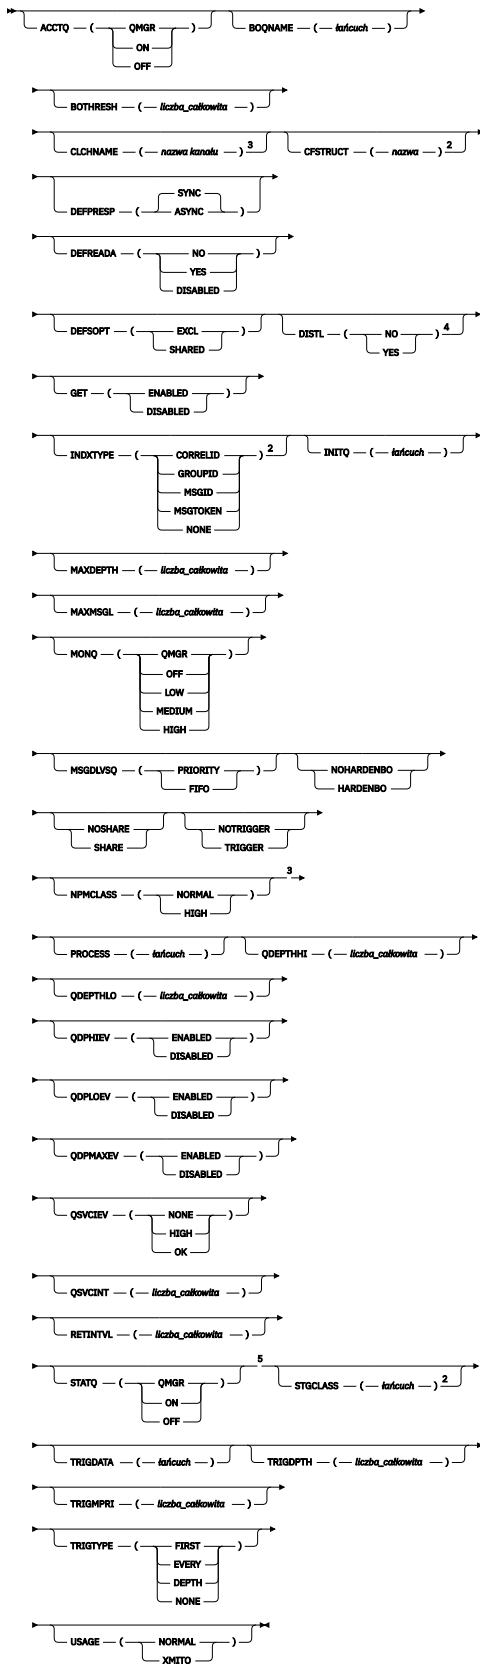 ACCTQ ( QMGR ) BOQNAME ( łańcuch )
ON
OFF
BOTHRESH ( liczba_całkowita )
CLCHNAME ( nazwa kanału ) 3 CFSTRUCT ( nazwa ) 2
SYNC
DEFPRESP ( ASYNC )
DEFREADA ( NO )
YES
DISABLED
DEFSOPT ( EXCL ) DISTL ( NO ) 4
SHARED YES
GET ( ENABLED )
DISABLED
INDXTYPE ( CORRELID ) 2 INITQ ( łańcuch )
GROUPID
MSGID
MSGTOKEN
NONE
MAXDEPTH ( liczba_całkowita )
MAXMSGL ( liczba_całkowita )
MONQ ( QMGR )
OFF
LOW
MEDIUM
HIGH
MSGDLVSQ ( PRIORITY ) NOHARDENBO
FIFO HARDENBO
NOSHARE NOTRIGGER
SHARE TRIGGER
NPMCLASS ( NORMAL ) 3
HIGH
PROCESS ( łańcuch ) QDEPTHHI ( liczba_całkowita )
QDEPTHLO ( liczba_całkowita )
QDPHIEV ( ENABLED )
DISABLED
QDPLOEV ( ENABLED )
DISABLED
QDPMAXEV ( ENABLED )
DISABLED
QSVCIEV ( NONE )
HIGH
OK
QSVCINT ( liczba_całkowita )
RETINTVL ( liczba_całkowita )
STATQ ( QMGR ) 5 STGCLASS ( łańcuch ) 2
ON
OFF
TRIGDATA ( łańcuch ) TRIGDPTH ( liczba_całkowita )
TRIGMPRI ( liczba_całkowita )
TRIGTYPE ( FIRST )
EVERY
DEPTH
NONE
USAGE ( NORMAL )
XMITQ